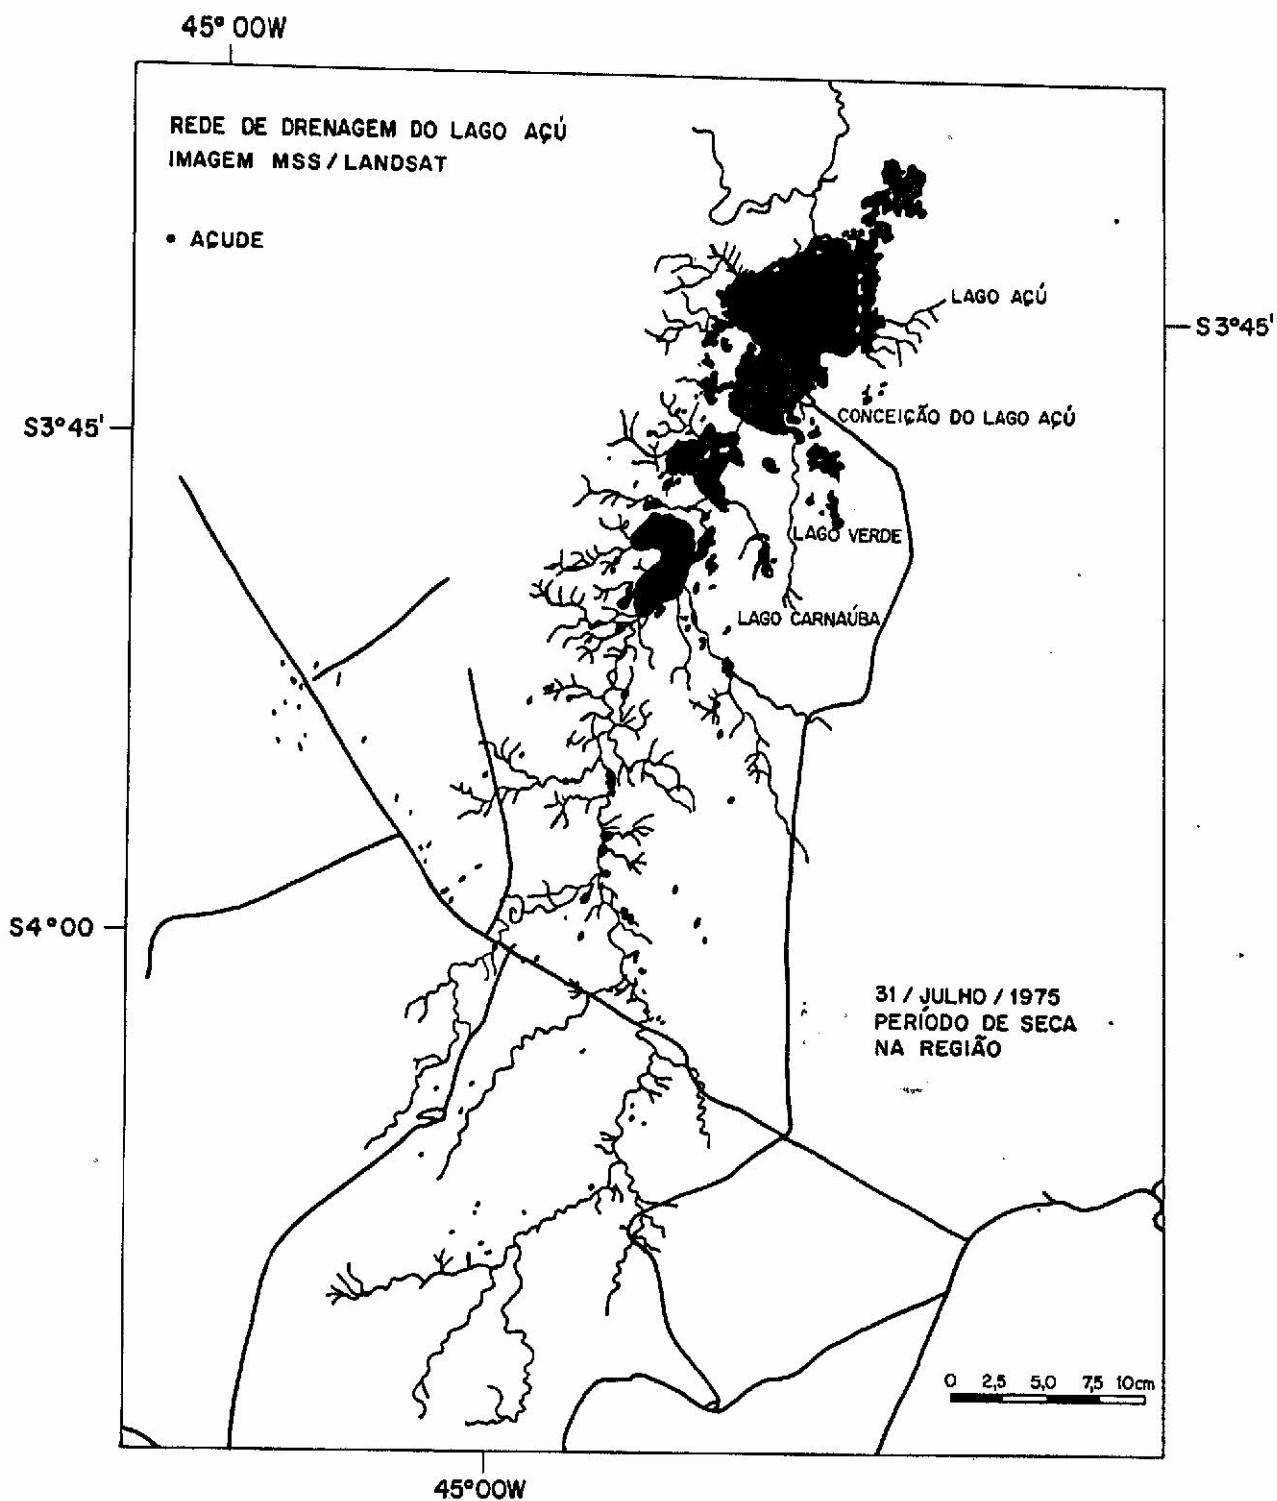 45° 00W
REDE DE DRENAGEM DO LAGO AÇÚ
IMAGEM MSS / LANDSAT
• AÇUDE
LAGO AÇÚ
S3°45'
CONCEIÇÃO DO LAGO AÇÚ
S3°45'
LAGO VERDE
LAGO CARNAÚBA
S4°00
31 / JULHO / 1975
PERÍODO DE SECA
NA REGIÃO
0 2,5 5,0 7,5 10cm
45°00W